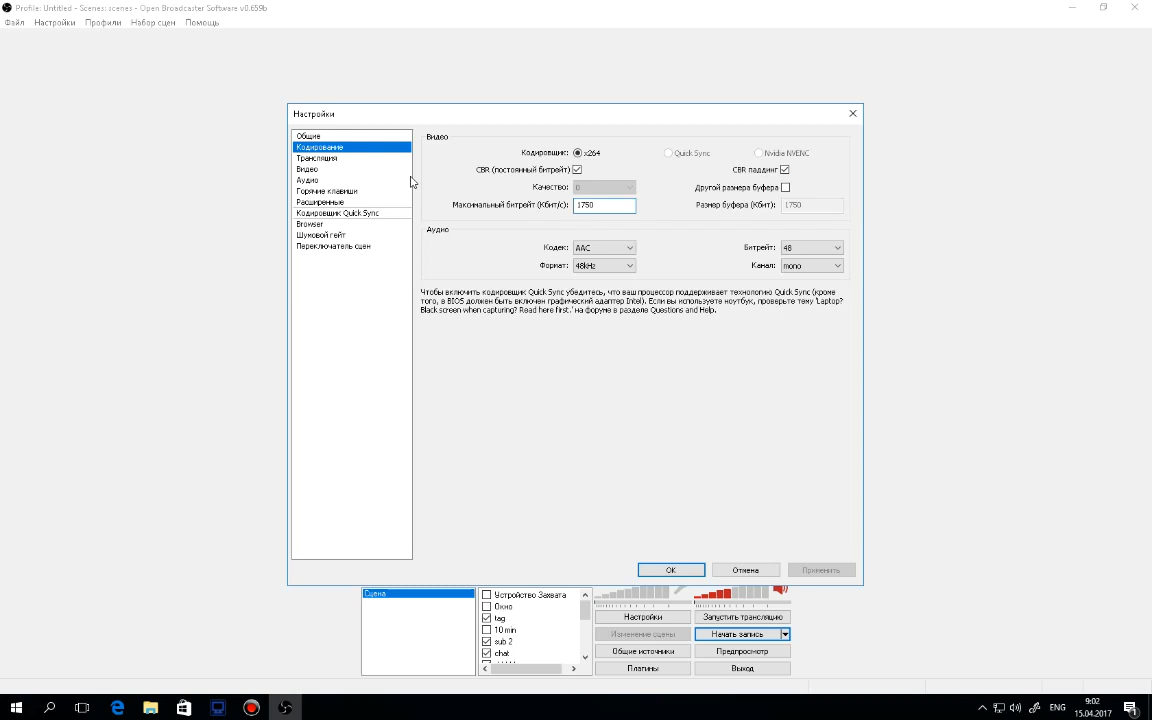 Profile: Untitled - Scenes: scenes - Open Broadcaster Software v0.659b
Файл Настройки Профили Набор сцен Помощь
Настройки
Общие
Кодирование
Трансляция
Видео
Аудио
Горячие клавиши
Расширенные
Кодировщик Quick Sync
Browser
Шумовой гейт
Переключатель сцен
Видео
Кодировщик: x264 Quick Sync Nvidia NVENC
CBR (постоянный битрейт) CBR паддинг
Качество: 0 Другой размера буфера
Максимальный битрейт (Кбит/с): 1750 Размер буфера (Кбит): 1750
Аудио
Кодек: AAC Битрейт: 48
Формат: 48kHz Канал: mono
Чтобы включить кодировщик Quick Sync убедитесь, что ваш процессор поддерживает технологию Quick Sync (кроме
того, в BIOS должен быть включен графический адаптер Intel). Если вы используете ноутбук, проверьте тему 'Laptop?
Black screen when capturing? Read here first.' на форуме в разделе Questions and Help.
OK Отмена Применить
Сцена
Устройство Захвата
Окно
tag
10 min
sub 2
chat
Настройки Запустить трансляцию
Изменение сцены Начать запись
Общие источники Предпросмотр
Плагины Выход
ENG
9:02
15.04.2017
1